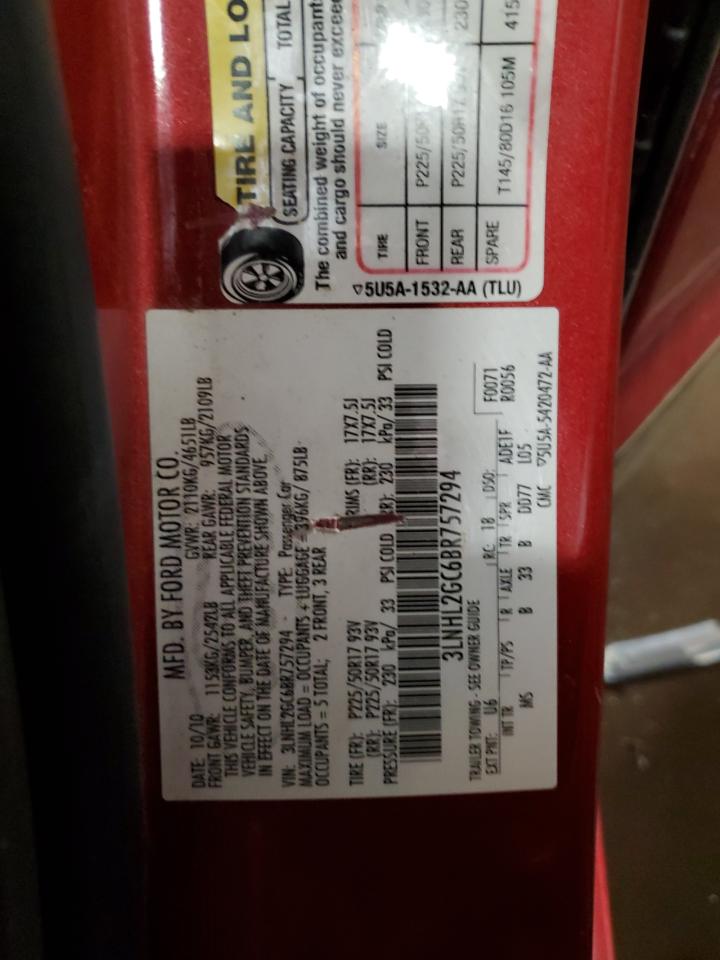 MFD. BY FORD MOTOR CO.
DATE: 10/10 GVWR: 2110KG/4651LB
FRONT GAWR: 1153KG/2542LB REAR GAWR: 957KG/2109LB
THIS VEHICLE CONFORMS TO ALL APPLICABLE FEDERAL MOTOR
VEHICLE SAFETY, BUMPER, AND THEFT PREVENTION STANDARDS
IN EFFECT ON THE DATE OF MANUFACTURE SHOWN ABOVE.
VIN: 3LNHL2GC6BR757294 TYPE: Passenger Car
MAXIMUM LOAD = OCCUPANTS + LUGGAGE = 396KG/ 875LB
OCCUPANTS = 5 TOTAL; 2 FRONT, 3 REAR
TIRE (FR): P225/50R17 93V RIMS (FR): 17X7.5J
(RR): P225/50R17 93V (RR): 17X7.5J
PRESSURE (FR): 230 kPa/ 33 PSI COLD RR): 230 kPa/ 33 PSI COLD
3LNHL2GC6BR757294
TRAILER TOWING - SEE OWNER GUIDE
EXT PNT: U6 RC: 18 DSO: F0071
INT TR TP/PS R AXLE TR SPR ADE1F R0056
MS B 33 B DD77 L05
CMC ▽5U5A-5420472-AA
TIRE AND LO
SEATING CAPACITY TOTAL
The combined weight of occupants
and cargo should never exceed
TIRE SIZE
FRONT P225/50R
REAR P225/50R17 230
SPARE T145/80D16 105M 415
▽5U5A-1532-AA (TLU)